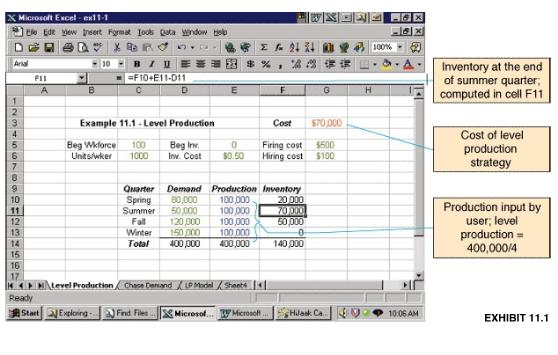 Microsoft Excel - ex11-1
File Edit View Insert Format Tools Data Window Help
100%
Arial 10 B I U $ % ,
F11 = =F10+E11-D11
A B C D E F G H I
1
2
3 Example 11.1 - Level Production Cost $70,000
4
5 Beg Wkforce 100 Beg Inv. 0 Firing cost $500
6 Units/wker 1000 Inv. Cost $0.50 Hiring cost $100
7
8
9 Quarter Demand Production Inventory
10 Spring 80,000 100,000 20,000
11 Summer 50,000 100,000 70,000
12 Fall 120,000 100,000 50,000
13 Winter 150,000 100,000 0
14 Total 400,000 400,000 140,000
15
16
17
Level Production / Chase Demand / LP Model / Sheet4
Ready
Start Exploring -... Find: Files ... Microsof... Microsoft ... HiJaak Ca... 10:06 AM
Inventory at the end
of summer quarter;
computed in cell F11
Cost of level
production
strategy
Production input by
user; level
production =
400,000/4
EXHIBIT 11.1